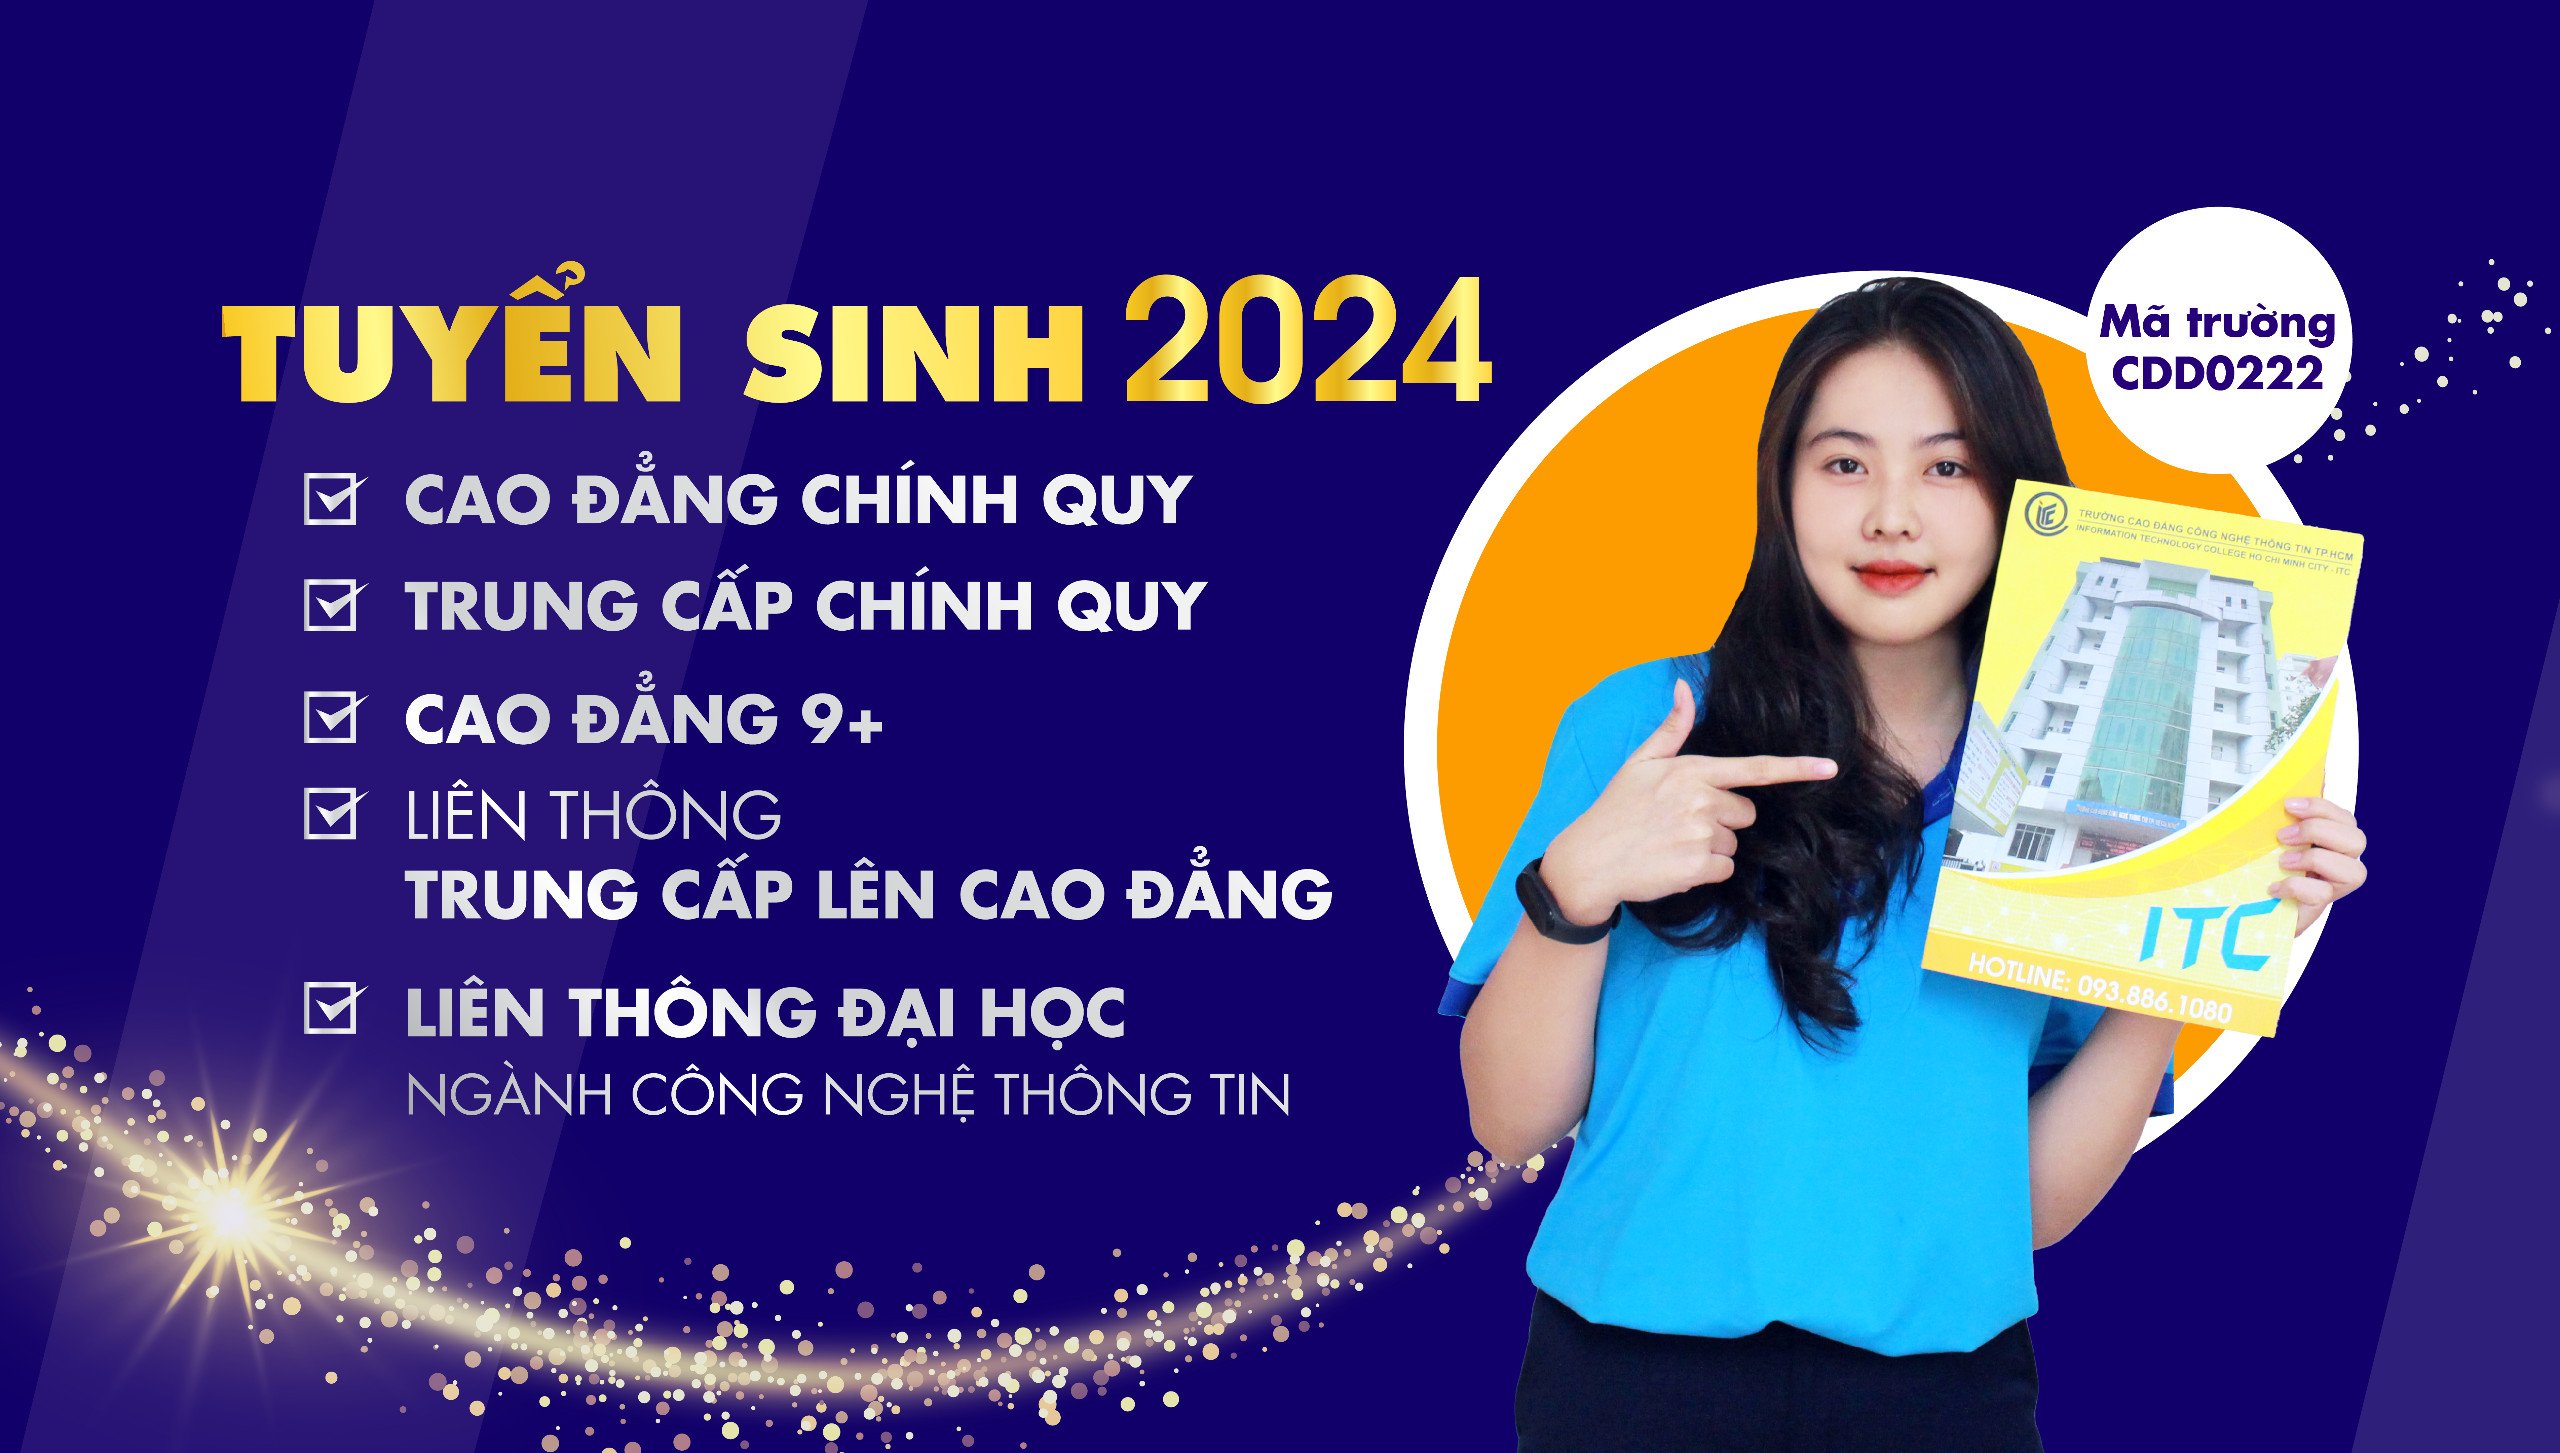 TUYỂN SINH 2024
CAO ĐẲNG CHÍNH QUY
TRUNG CẤP CHÍNH QUY
CAO ĐẲNG 9+
LIÊN THÔNG
TRUNG CẤP LÊN CAO ĐẲNG
LIÊN THÔNG ĐẠI HỌC
NGÀNH CÔNG NGHỆ THÔNG TIN
Mã trường
CDD0222
TRƯỜNG CAO ĐẲNG CÔNG NGHỆ THÔNG TIN TP.HCM
INFORMATION TECHNOLOGY COLLEGE HO CHI MINH CITY - ITC
ITC
HOTLINE: 093.886.1080